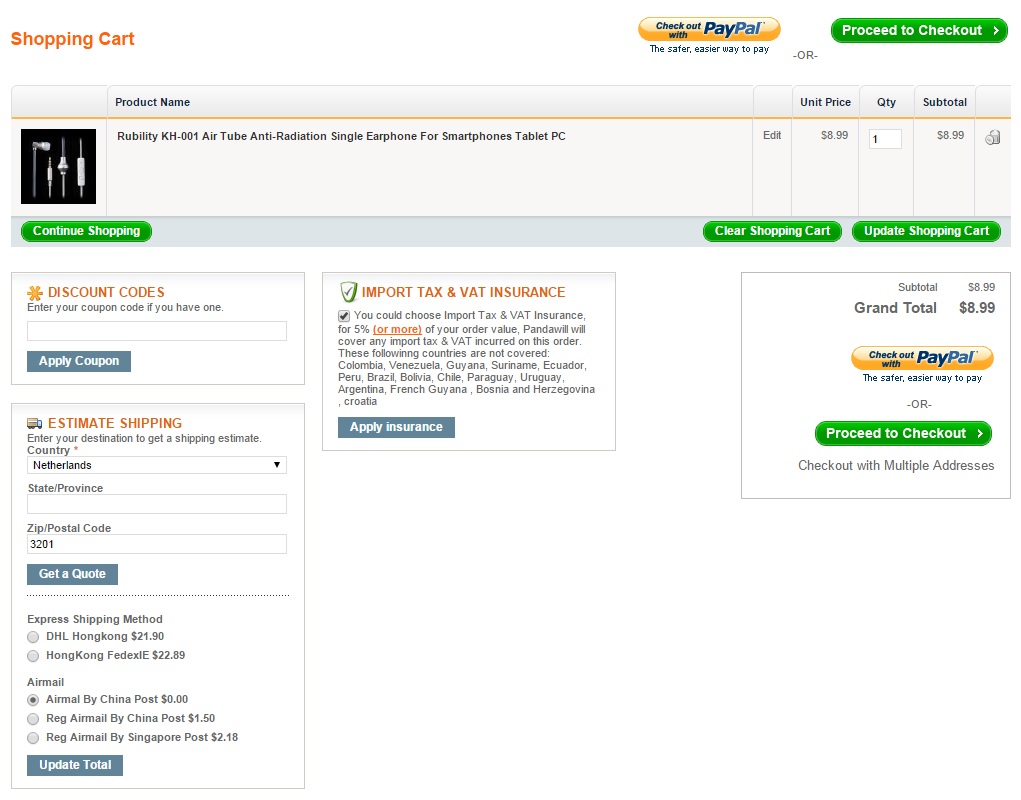 Shopping Cart
Check out with PayPal
The safer, easier way to pay
-OR-
Proceed to Checkout
Product Name
Unit Price
Qty
Subtotal
Rubility KH-001 Air Tube Anti-Radiation Single Earphone For Smartphones Tablet PC
Edit
$8.99
1
$8.99
Continue Shopping
Clear Shopping Cart
Update Shopping Cart
DISCOUNT CODES
Enter your coupon code if you have one.
Apply Coupon
ESTIMATE SHIPPING
Enter your destination to get a shipping estimate.
Country *
Netherlands
State/Province
Zip/Postal Code
3201
Get a Quote
Express Shipping Method
DHL Hongkong $21.90
HongKong FedexIE $22.89
Airmail
Airmal By China Post $0.00
Reg Airmail By China Post $1.50
Reg Airmail By Singapore Post $2.18
Update Total
IMPORT TAX & VAT INSURANCE
You could choose Import Tax & VAT Insurance,
for 5% (or more) of your order value, Pandawill will
cover any import tax & VAT incurred on this order.
These followinng countries are not covered:
Colombia, Venezuela, Guyana, Suriname, Ecuador,
Peru, Brazil, Bolivia, Chile, Paraguay, Uruguay,
Argentina, French Guyana , Bosnia and Herzegovina
, croatia
Apply insurance
Subtotal $8.99
Grand Total $8.99
Check out with PayPal
The safer, easier way to pay
-OR-
Proceed to Checkout
Checkout with Multiple Addresses